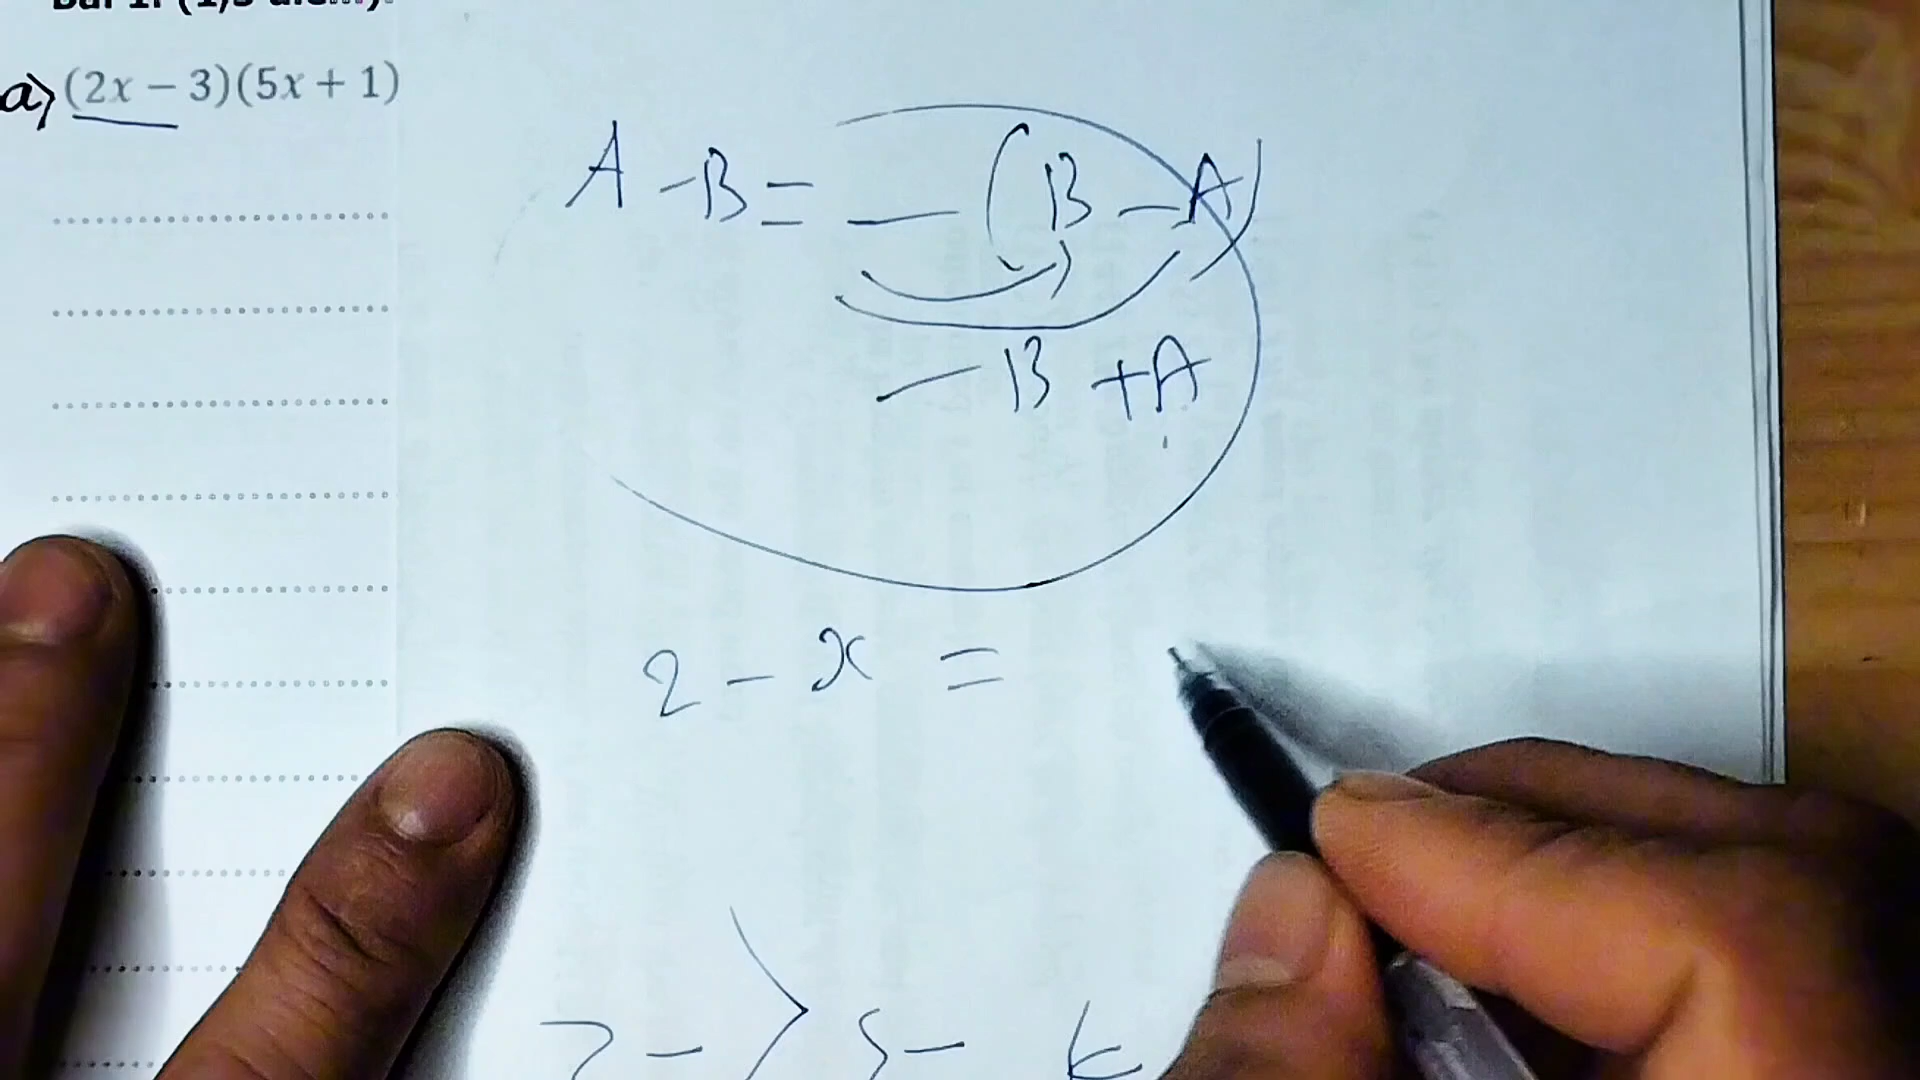 a) (2x − 3)(5x + 1)
A − B = − (B − A)
− B + A
2 − x =